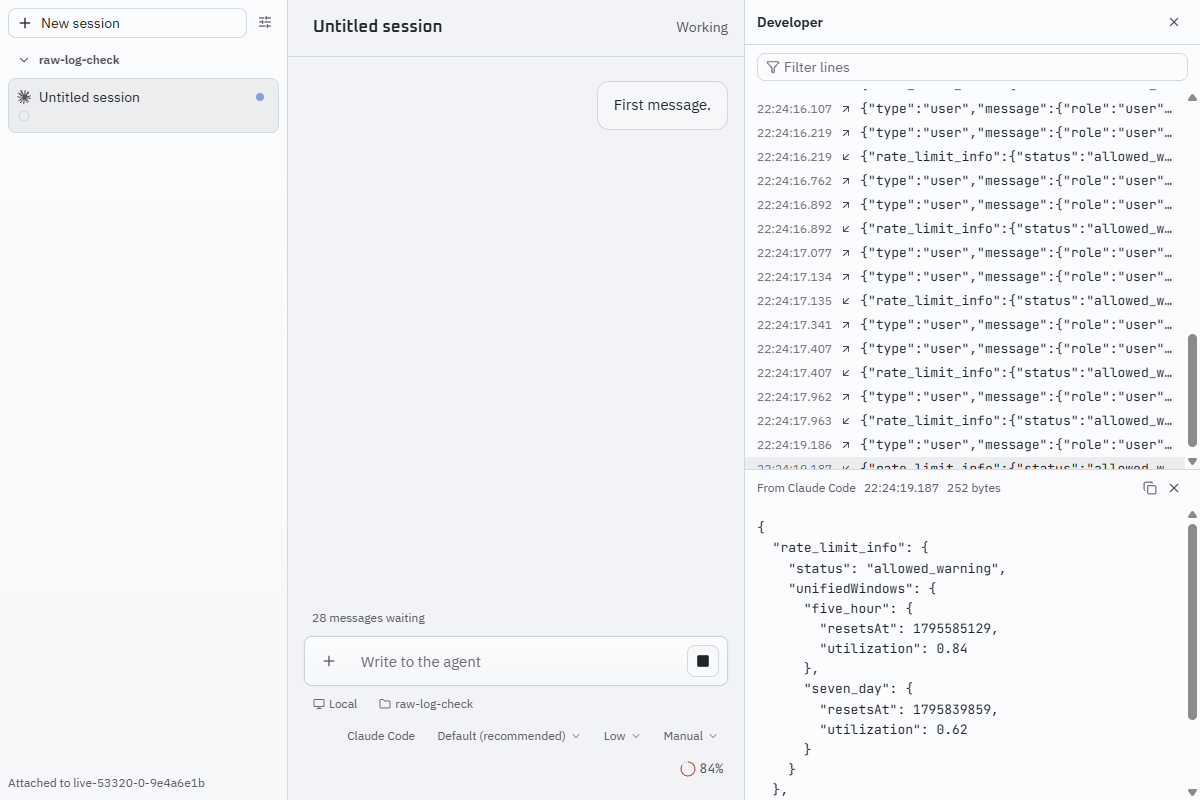 New session
raw-log-check
Untitled session
Attached to live-53320-0-9e4a6e1b
Untitled session
Working
First message.
28 messages waiting
Write to the agent
Local
raw-log-check
Claude Code
Default (recommended)
Low
Manual
84%
Developer
Filter lines
22:24:16.107 {"type":"user","message":{"role":"user"…
22:24:16.219 {"type":"user","message":{"role":"user"…
22:24:16.219 {"rate_limit_info":{"status":"allowed_w…
22:24:16.762 {"type":"user","message":{"role":"user"…
22:24:16.892 {"type":"user","message":{"role":"user"…
22:24:16.892 {"rate_limit_info":{"status":"allowed_w…
22:24:17.077 {"type":"user","message":{"role":"user"…
22:24:17.134 {"type":"user","message":{"role":"user"…
22:24:17.135 {"rate_limit_info":{"status":"allowed_w…
22:24:17.341 {"type":"user","message":{"role":"user"…
22:24:17.407 {"type":"user","message":{"role":"user"…
22:24:17.407 {"rate_limit_info":{"status":"allowed_w…
22:24:17.962 {"type":"user","message":{"role":"user"…
22:24:17.963 {"rate_limit_info":{"status":"allowed_w…
22:24:19.186 {"type":"user","message":{"role":"user"…
22:24:19.187 {"rate_limit_info":{"status":"allowed_w…
From Claude Code 22:24:19.187 252 bytes
{
"rate_limit_info": {
"status": "allowed_warning",
"unifiedWindows": {
"five_hour": {
"resetsAt": 1795585129,
"utilization": 0.84
},
"seven_day": {
"resetsAt": 1795839859,
"utilization": 0.62
}
}
},